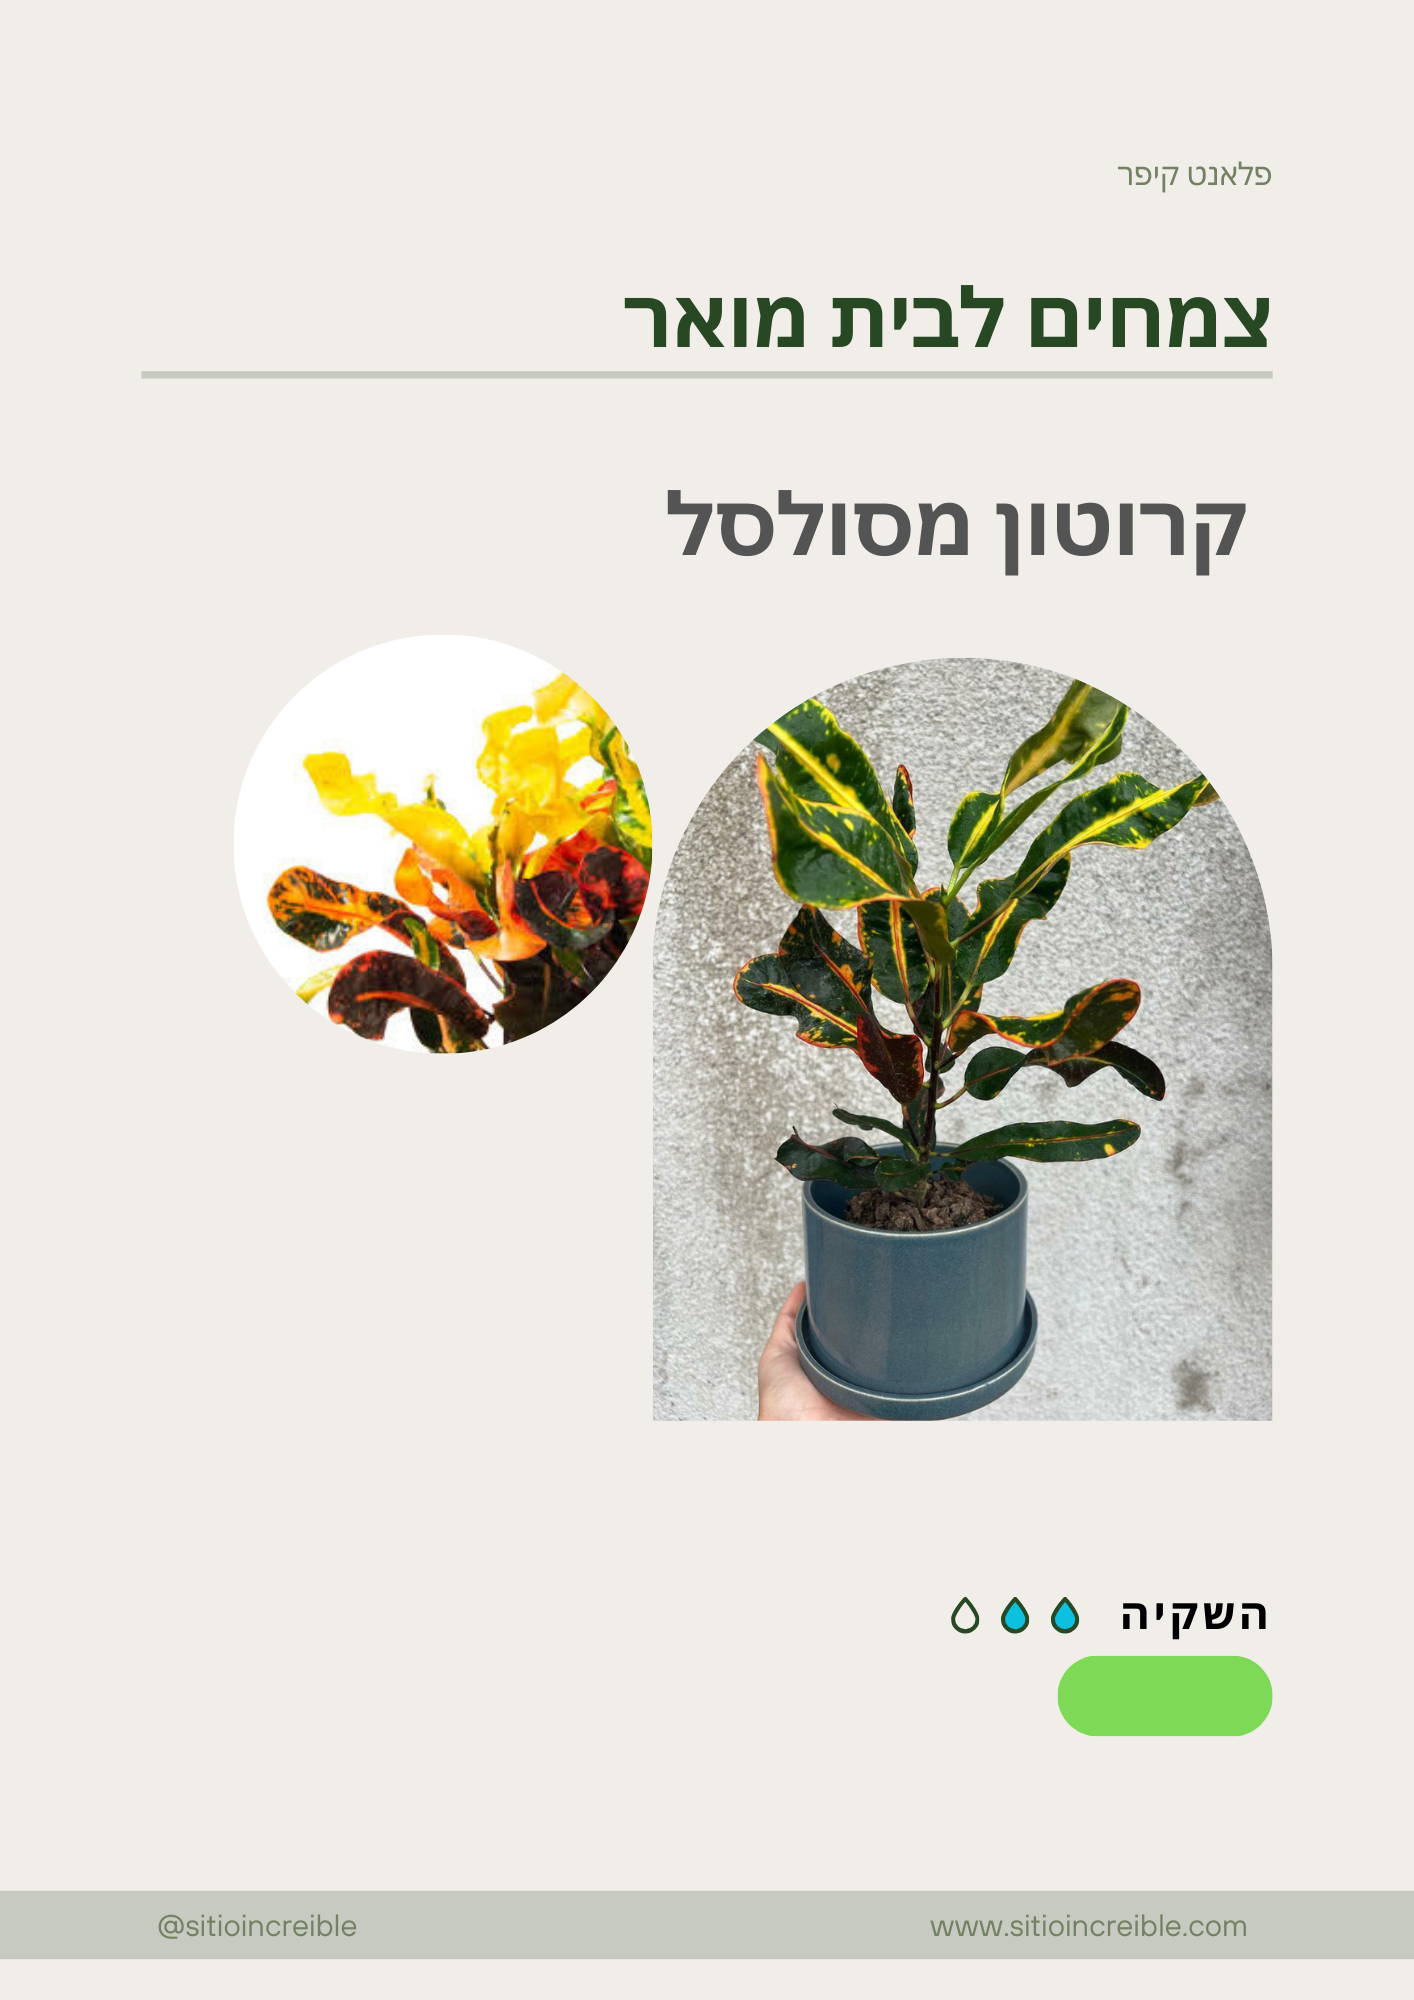 פלאנט קיפר
צמחים לבית מואר
קרוטון מסולסל
השקיה
@sitioincreible
www.sitioincreible.com